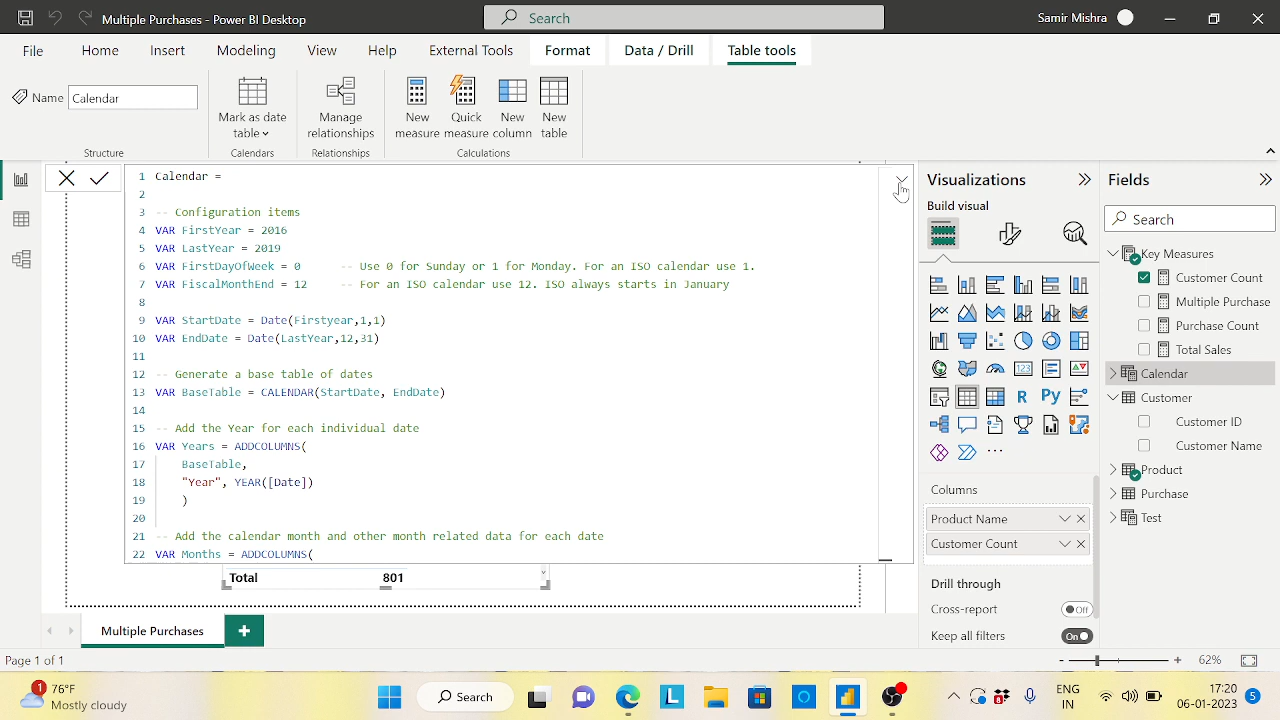 Multiple Purchases - Power BI Desktop
Search
Samir Mishra
File
Home
Insert
Modeling
View
Help
External Tools
Format
Data / Drill
Table tools
Name
Calendar
Mark as date
table
Manage
relationships
New
measure
Quick
measure
New
column
New
table
Structure
Calendars
Relationships
Calculations
1 Calendar =
2
3 -- Configuration items
4 VAR FirstYear = 2016
5 VAR LastYear = 2019
6 VAR FirstDayOfWeek = 0 -- Use 0 for Sunday or 1 for Monday. For an ISO calendar use 1.
7 VAR FiscalMonthEnd = 12 -- For an ISO calendar use 12. ISO always starts in January
8
9 VAR StartDate = Date(Firstyear,1,1)
10 VAR EndDate = Date(LastYear,12,31)
11
12 -- Generate a base table of dates
13 VAR BaseTable = CALENDAR(StartDate, EndDate)
14
15 -- Add the Year for each individual date
16 VAR Years = ADDCOLUMNS(
17 BaseTable,
18 "Year", YEAR([Date])
19 )
20
21 -- Add the calendar month and other month related data for each date
22 VAR Months = ADDCOLUMNS(
Total 801
Visualizations
Build visual
R
Py
123
Columns
Product Name
Customer Count
Drill through
Cross-report
Off
Keep all filters
On
Fields
Search
Key Measures
Customer Count
Multiple Purchase
Purchase Count
Total Sales
Calendar
Customer
Customer ID
Customer Name
Product
Purchase
Test
Multiple Purchases
Page 1 of 1
62%
1
76°F
Mostly cloudy
Search
L
ENG
IN
17:20
06-01-2023
5